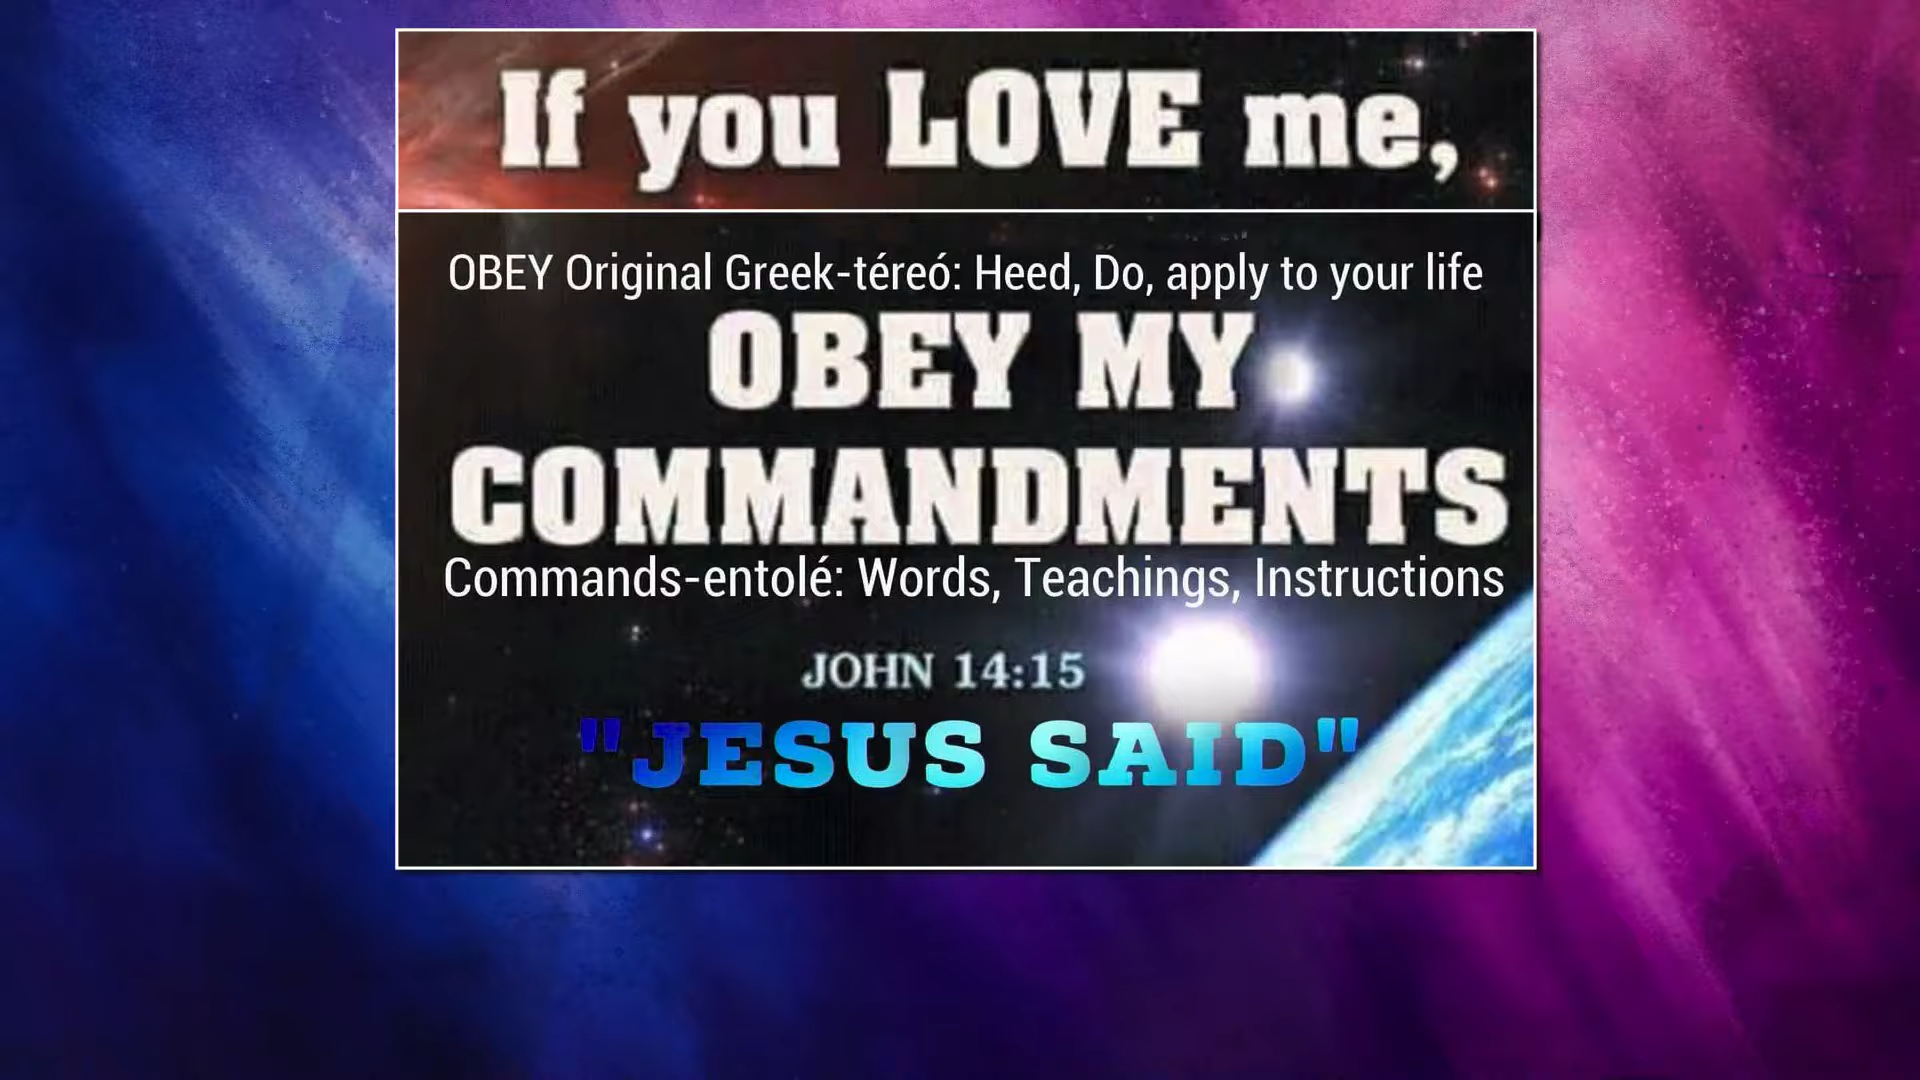 If you LOVE me,
OBEY Original Greek-téreó: Heed, Do, apply to your life
OBEY MY
COMMANDMENTS
Commands-entolé: Words, Teachings, Instructions
JOHN 14:15
"JESUS SAID"